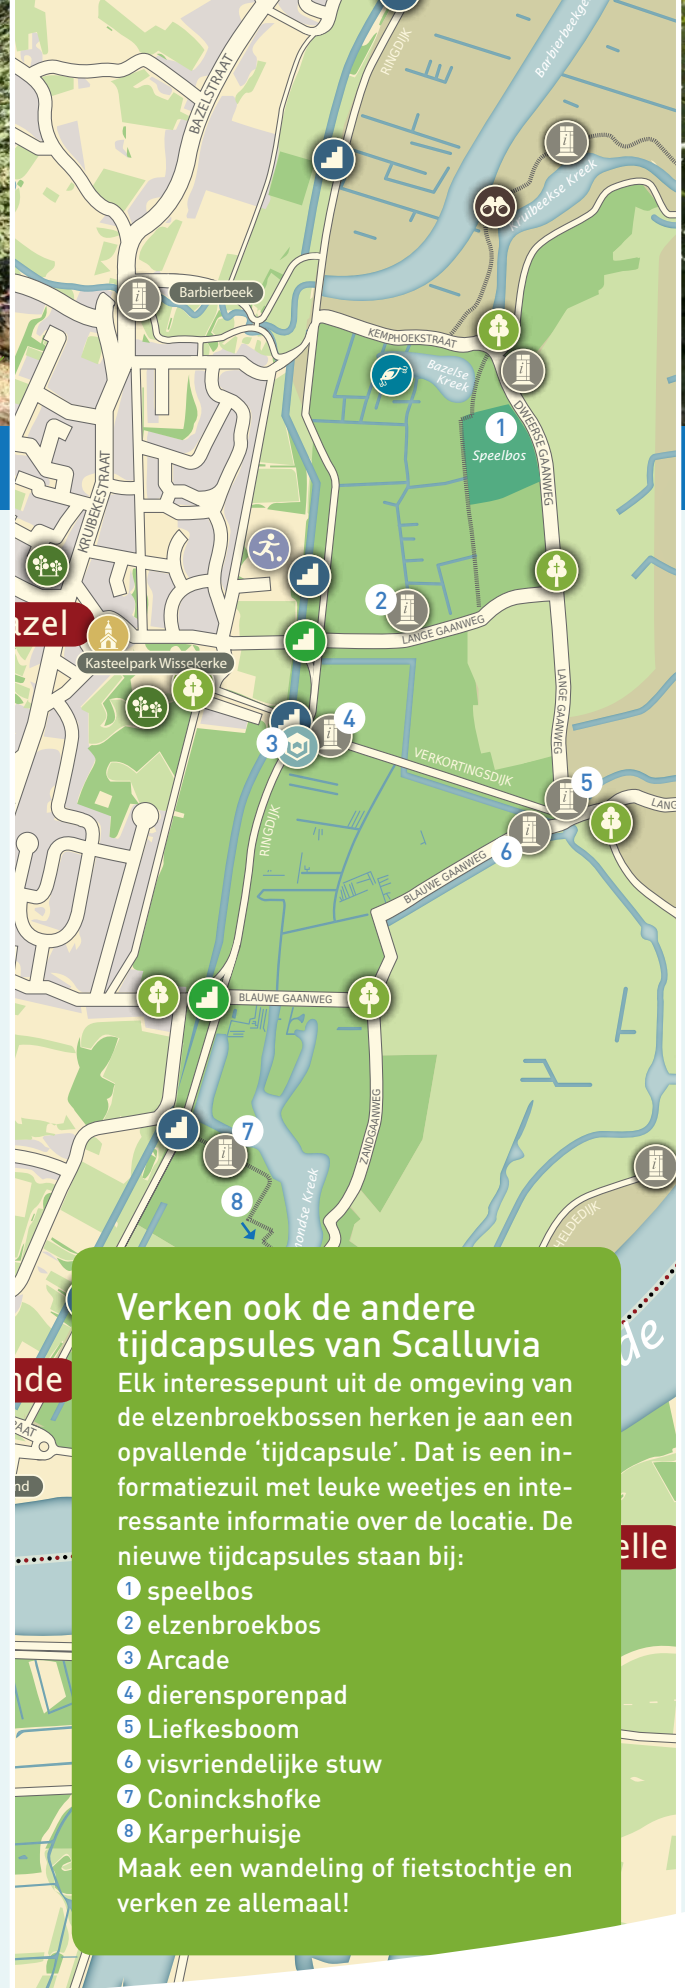 RINGDIJK
BAZELSTRAAT
Barbierbeek
KEMPHOEKSTRAAT
Bazelse
Kreek
1
Speelbos
DWEERSE GAANWEG
KRUIBEKESTRAAT
2
LANGE GAANWEG
Kasteelpark Wissekerke
LANGE GAANWEG
3
4
VERKORTINGSDIJK
5
6
RINGDIJK
BLAUWE GAANWEG
BLAUWE GAANWEG
ZANDGAANWEG
7
8
Kreek
Verken ook de andere
tijdcapsules van Scalluvia
Elk interessepunt uit de omgeving van
de elzenbroekbossen herken je aan een
opvallende ‘tijdcapsule’. Dat is een in-
formatiezuil met leuke weetjes en inte-
ressante informatie over de locatie. De
nieuwe tijdcapsules staan bij:
1 speelbos
2 elzenbroekbos
3 Arcade
4 dierensporenpad
5 Liefkesboom
6 visvriendelijke stuw
7 Coninckshofke
8 Karperhuisje
Maak een wandeling of fietstochtje en
verken ze allemaal!